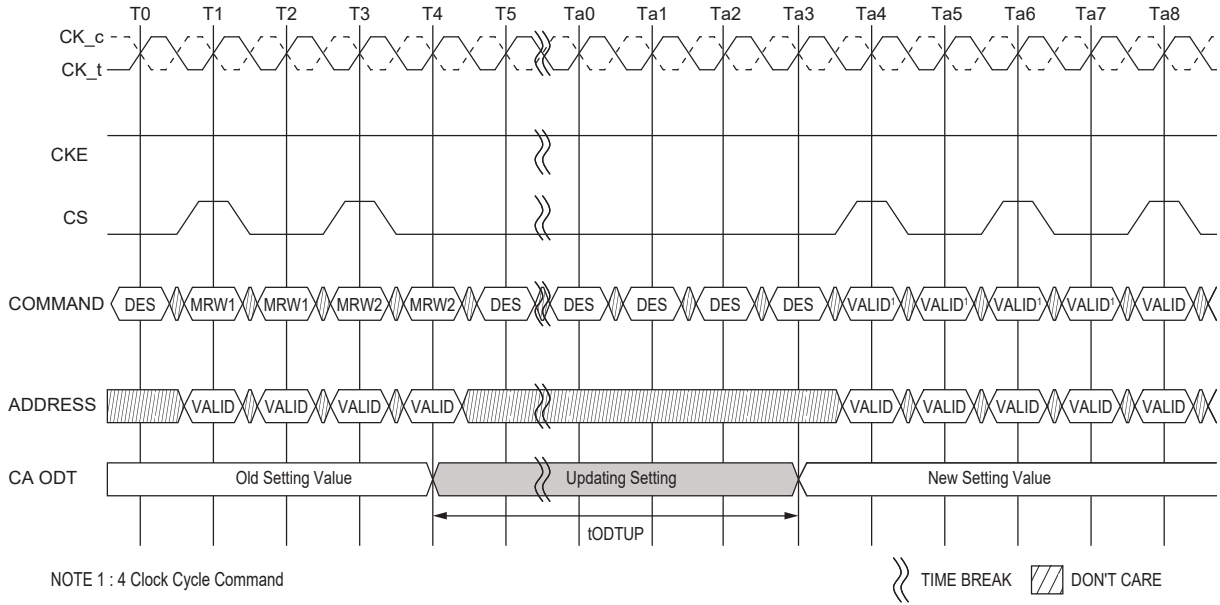 T0 T1 T2 T3 T4 T5 Ta0 Ta1 Ta2 Ta3 Ta4 Ta5 Ta6 Ta7 Ta8
CK_c
CK_t
CKE
CS
COMMAND DES MRW1 MRW1 MRW2 MRW2 DES DES DES DES DES VALID¹ VALID¹ VALID¹ VALID¹ VALID
ADDRESS VALID VALID VALID VALID VALID VALID VALID VALID VALID
CA ODT Old Setting Value Updating Setting New Setting Value
tODTUP
NOTE 1 : 4 Clock Cycle Command TIME BREAK DON'T CARE